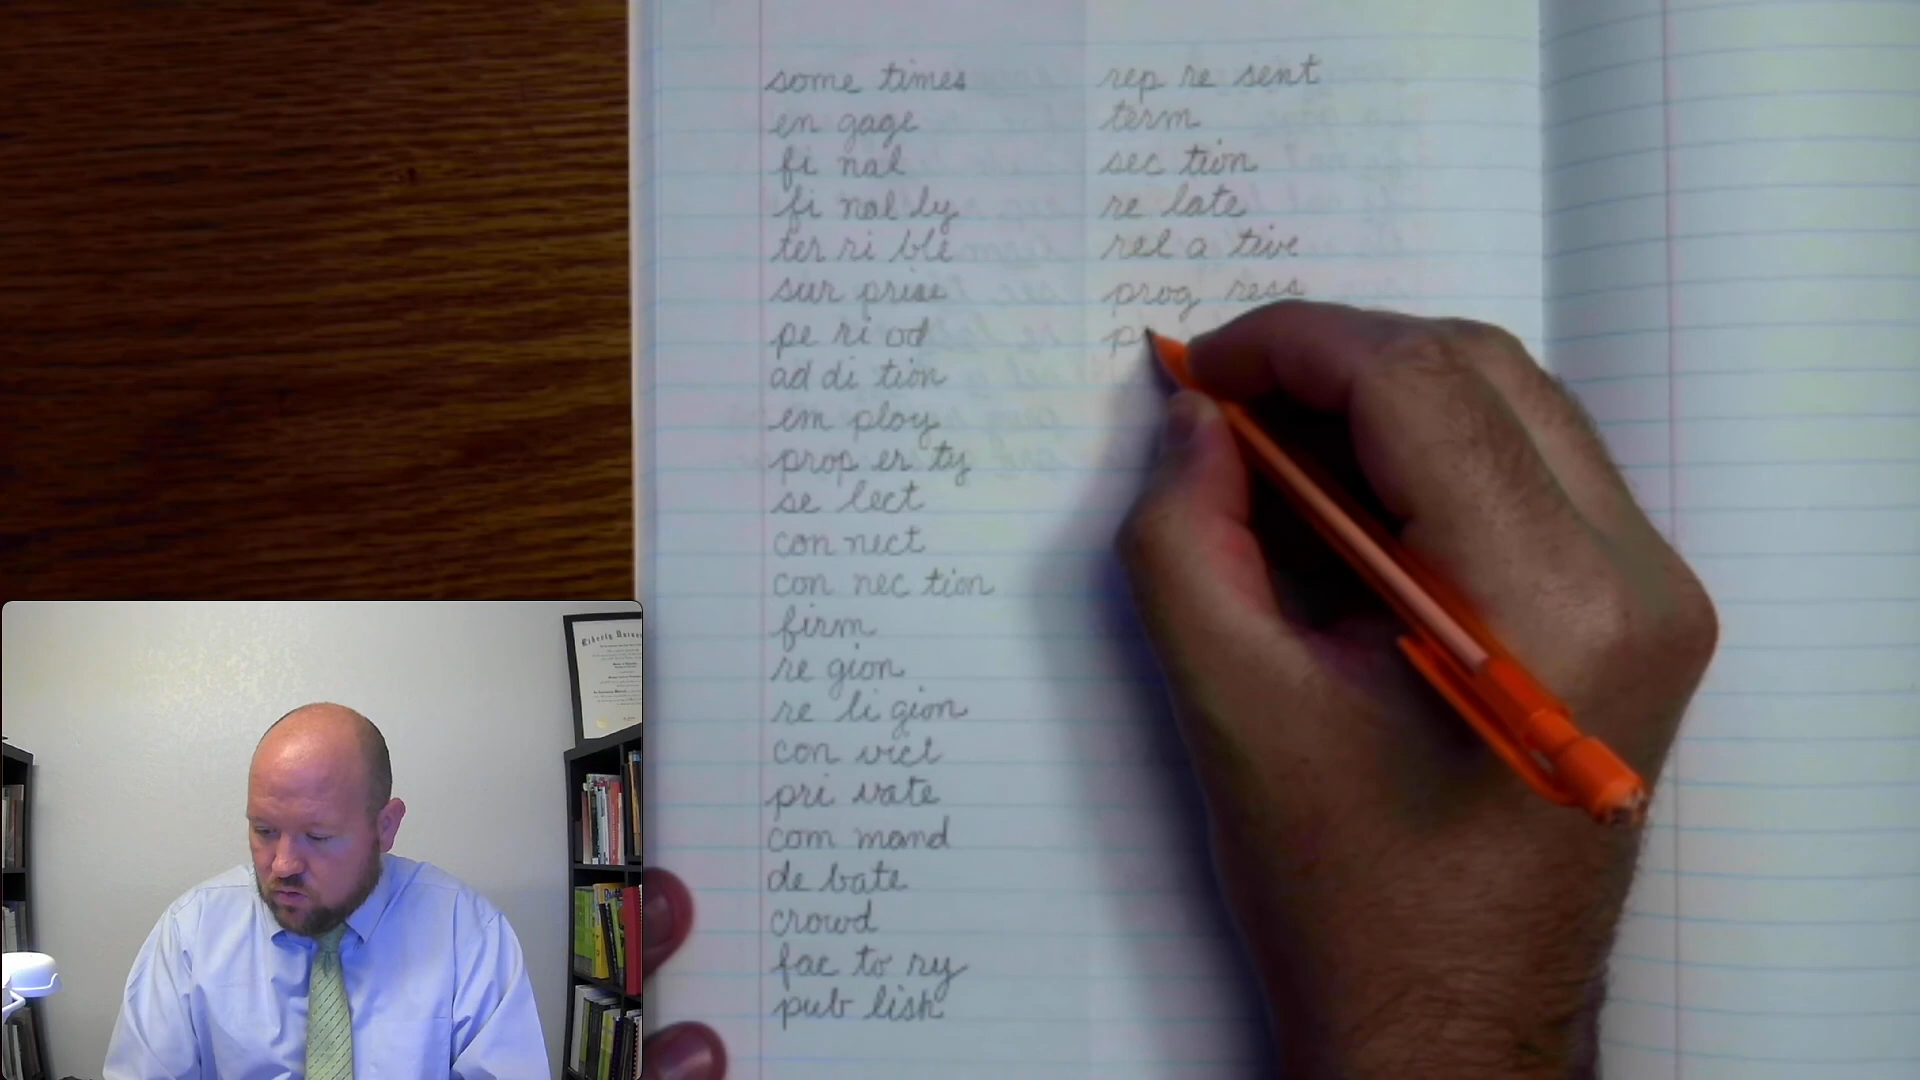 some times
en gage
fi nal
fi nal ly
ter ri ble
sur prise
pe ri od
ad di tion
em ploy
prop er ty
se lect
con nect
con nec tion
firm
re gion
re li gion
con vict
pri vate
com mand
de bate
crowd
fac to ry
pub lish
rep re sent
term
sec tion
re late
rel a tive
prog ress
p